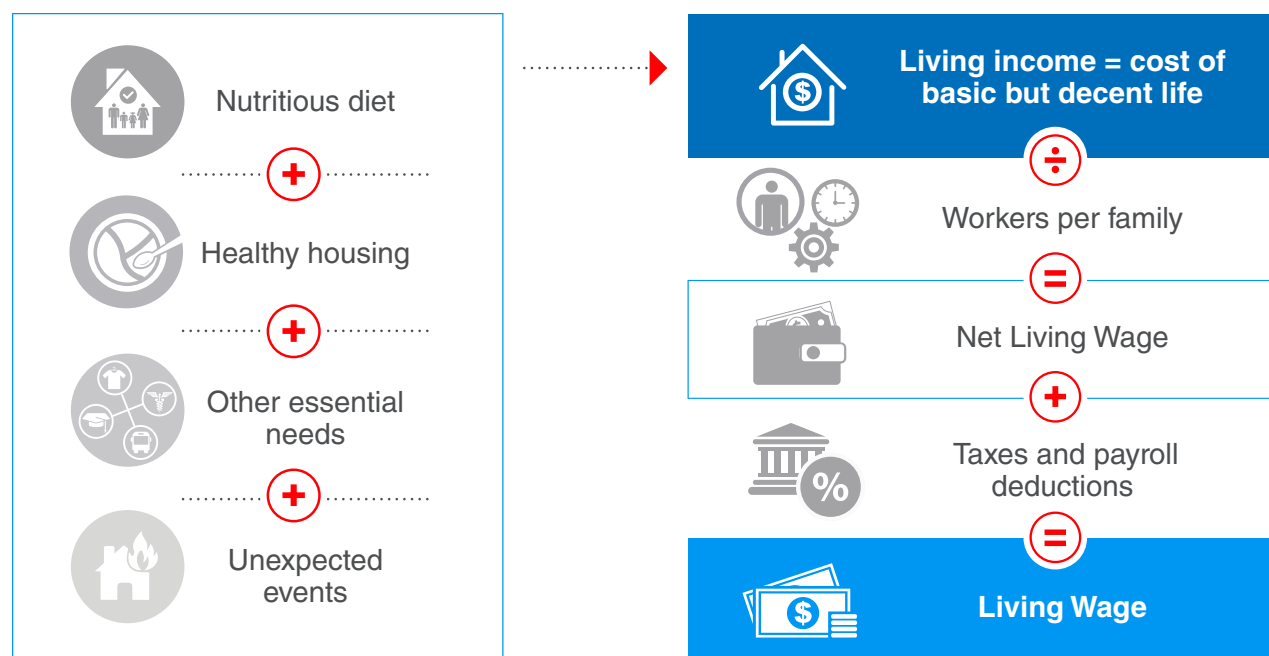 Nutritious diet
+
Healthy housing
+
Other essential
needs
+
Unexpected
events
$
Living income = cost of
basic but decent life
÷
Workers per family
=
Net Living Wage
+
%
Taxes and payroll
deductions
=
$
Living Wage